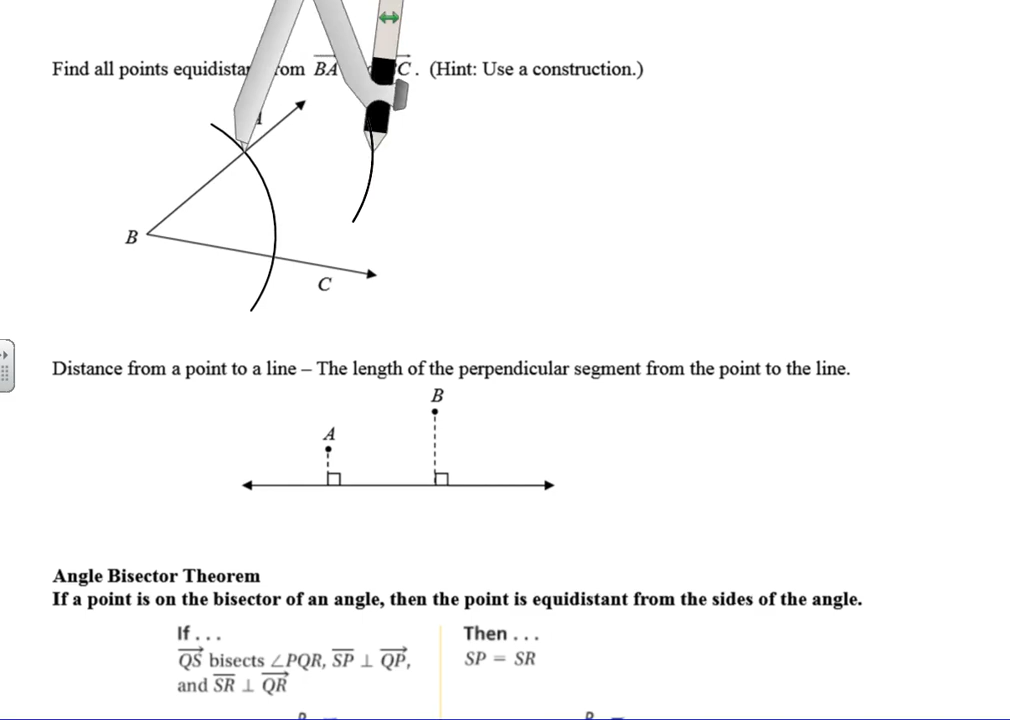 Find all points equidista om BA C. (Hint: Use a construction.)
B
C
Distance from a point to a line – The length of the perpendicular segment from the point to the line.
B
A
Angle Bisector Theorem
If a point is on the bisector of an angle, then the point is equidistant from the sides of the angle.
If . . .
QS bisects ∠PQR, SP ⊥ QP,
and SR ⊥ QR
Then . . .
SP = SR